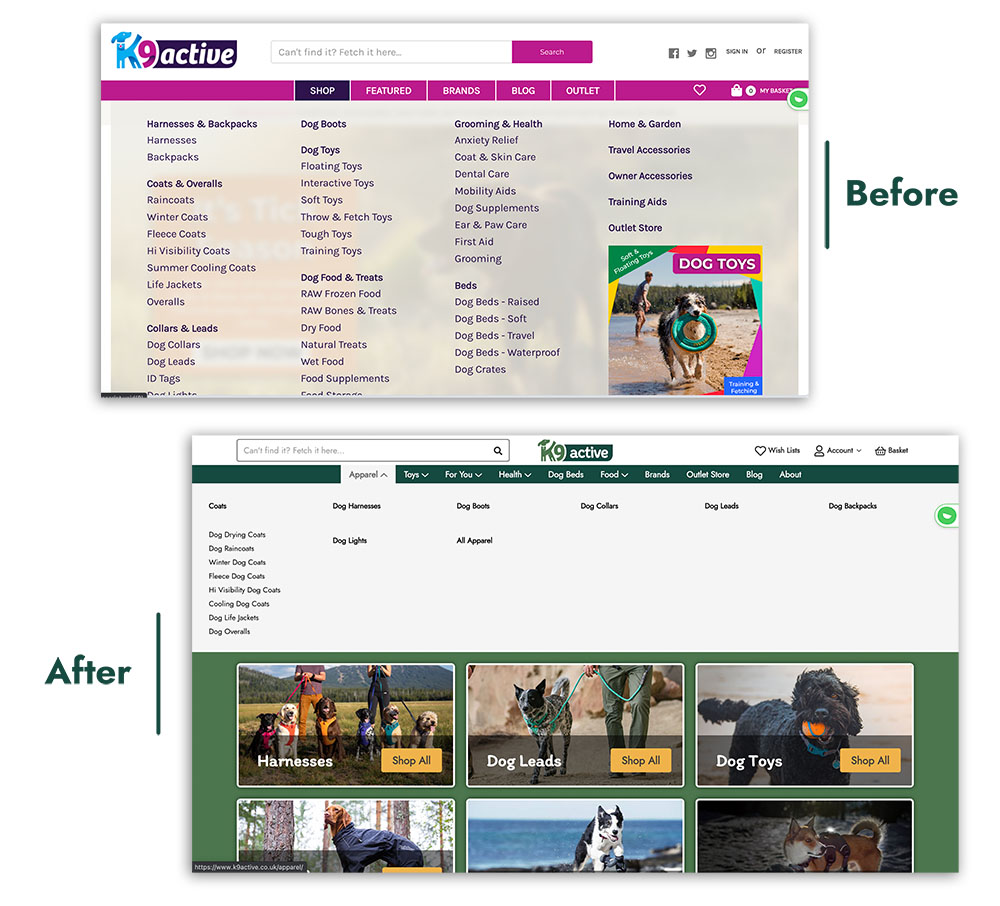 K9active
Can't find it? Fetch it here...
Search
SIGN IN or REGISTER
SHOP FEATURED BRANDS BLOG OUTLET
0 MY BASKET
Harnesses & Backpacks
Harnesses
Backpacks
Coats & Overalls
Raincoats
Winter Coats
Fleece Coats
Hi Visibility Coats
Summer Cooling Coats
Life Jackets
Overalls
Collars & Leads
Dog Collars
Dog Leads
ID Tags
Dog Lights
Dog Boots
Dog Toys
Floating Toys
Interactive Toys
Soft Toys
Throw & Fetch Toys
Tough Toys
Training Toys
Dog Food & Treats
RAW Frozen Food
RAW Bones & Treats
Dry Food
Natural Treats
Wet Food
Food Supplements
Food Storage
Grooming & Health
Anxiety Relief
Coat & Skin Care
Dental Care
Mobility Aids
Dog Supplements
Ear & Paw Care
First Aid
Grooming
Beds
Dog Beds - Raised
Dog Beds - Soft
Dog Beds - Travel
Dog Beds - Waterproof
Dog Crates
Home & Garden
Travel Accessories
Owner Accessories
Training Aids
Outlet Store
Soft &
Floating Toys
DOG TOYS
Training &
Fetching
SHOP NOW
Before
After
Can't find it? Fetch it here...
K9 active
Wish Lists Account Basket
Apparel Toys For You Health Dog Beds Food Brands Outlet Store Blog About
Coats Dog Harnesses Dog Boots Dog Collars Dog Leads Dog Backpacks
Dog Drying Coats
Dog Raincoats
Winter Dog Coats
Fleece Dog Coats
Hi Visibility Dog Coats
Cooling Dog Coats
Dog Life Jackets
Dog Overalls
Dog Lights All Apparel
Harnesses Shop All
Dog Leads Shop All
Dog Toys Shop All
https://www.k9active.co.uk/apparel/